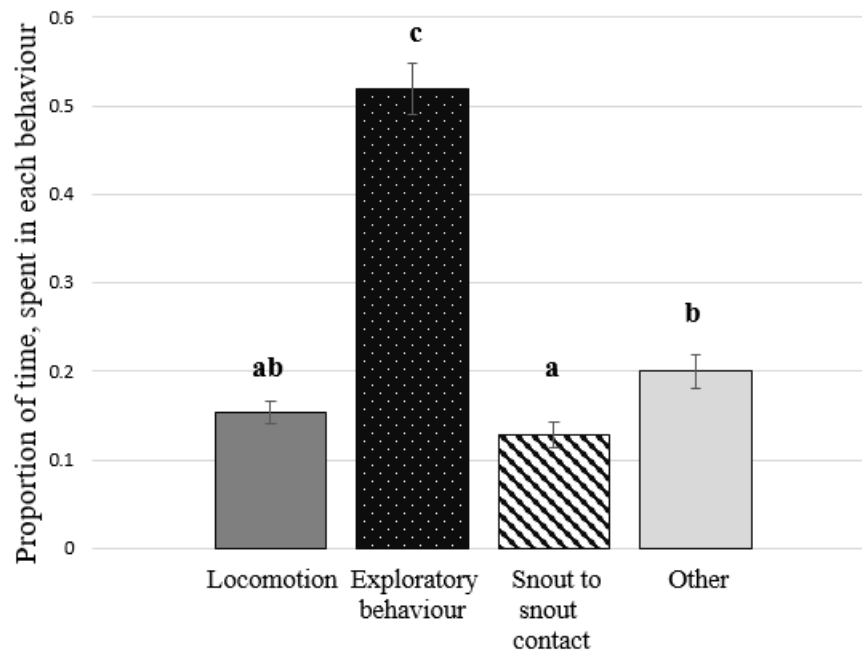 Proportion of time, spent in each behaviour
0.6
0.5
0.4
0.3
0.2
0.1
0
ab
c
a
b
Locomotion
Exploratory
behaviour
Snout to
snout
contact
Other